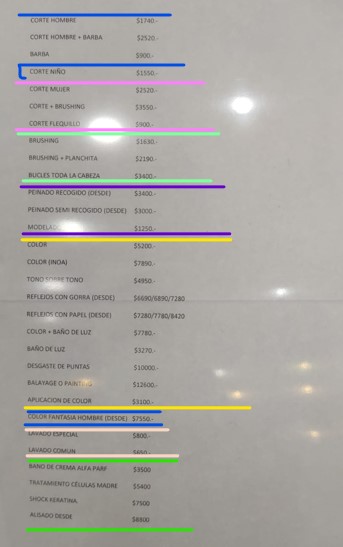 CORTE HOMBRE $1740.-
CORTE HOMBRE + BARBA $2520.-
BARBA $900.-
CORTE NIÑO $1550.-
CORTE MUJER $2520.-
CORTE + BRUSHING $3550.-
CORTE FLEQUILLO $500.-
BRUSHING $1630.-
BRUSHING + PLANCHITA $2190.-
BUCLES TODA LA CABEZA $3400.-
PEINADO RECOGIDO (DESDE) $3400.-
PEINADO SEMI RECOGIDO (DESDE) $3000.-
MODELADO $1250.-
COLOR $5200.-
COLOR (INOA) $7890.-
TONO SOBRE TONO $4950.-
REFLEJOS CON GORRA (DESDE) $6690/6890/7280
REFLEJOS CON PAPEL (DESDE) $7280/7780/8420
COLOR + BAÑO DE LUZ $7780.-
BAÑO DE LUZ $3270.-
DESGASTE DE PUNTAS $10000.-
BALAYAGE O PAINTING $12600.-
APLICACION DE COLOR $3100.-
COLOR FANTASIA HOMBRE (DESDE) $7550.-
LAVADO ESPECIAL $800.-
LAVADO COMUN
BANO DE CREMA ALFA PARF $3500
TRATAMIENTO CÉLULAS MADRE $5400
SHOCK KERATINA. $7500
ALISADO DESDE $8800